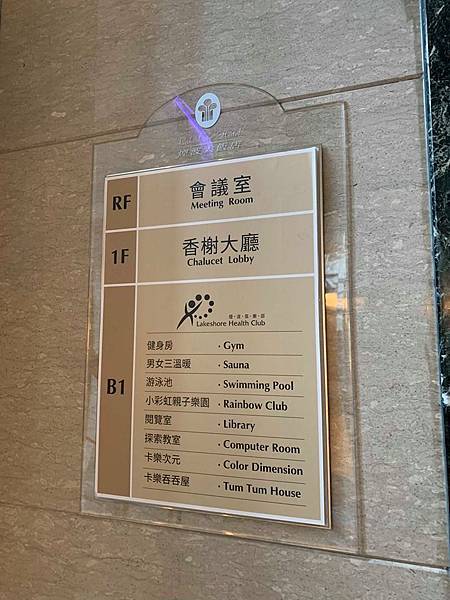 RF
會議室
Meeting Room
1F
香榭大廳
Chalucet Lobby
B1
Lakeshore Health Club
健身房 · Gym
男女三溫暖 · Sauna
游泳池 · Swimming Pool
小彩虹親子樂園 · Rainbow Club
閱覽室 · Library
探索教室 · Computer Room
卡樂次元 · Color Dimension
卡樂吞吞屋 · Tum Tum House